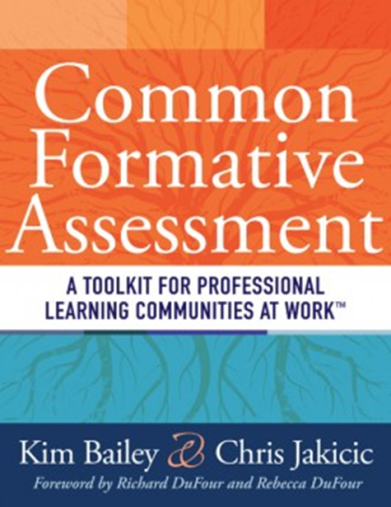 Common
Formative
Assessment
A TOOLKIT FOR PROFESSIONAL
LEARNING COMMUNITIES AT WORK™
Kim Bailey & Chris Jakicic
Foreword by Richard DuFour and Rebecca DuFour